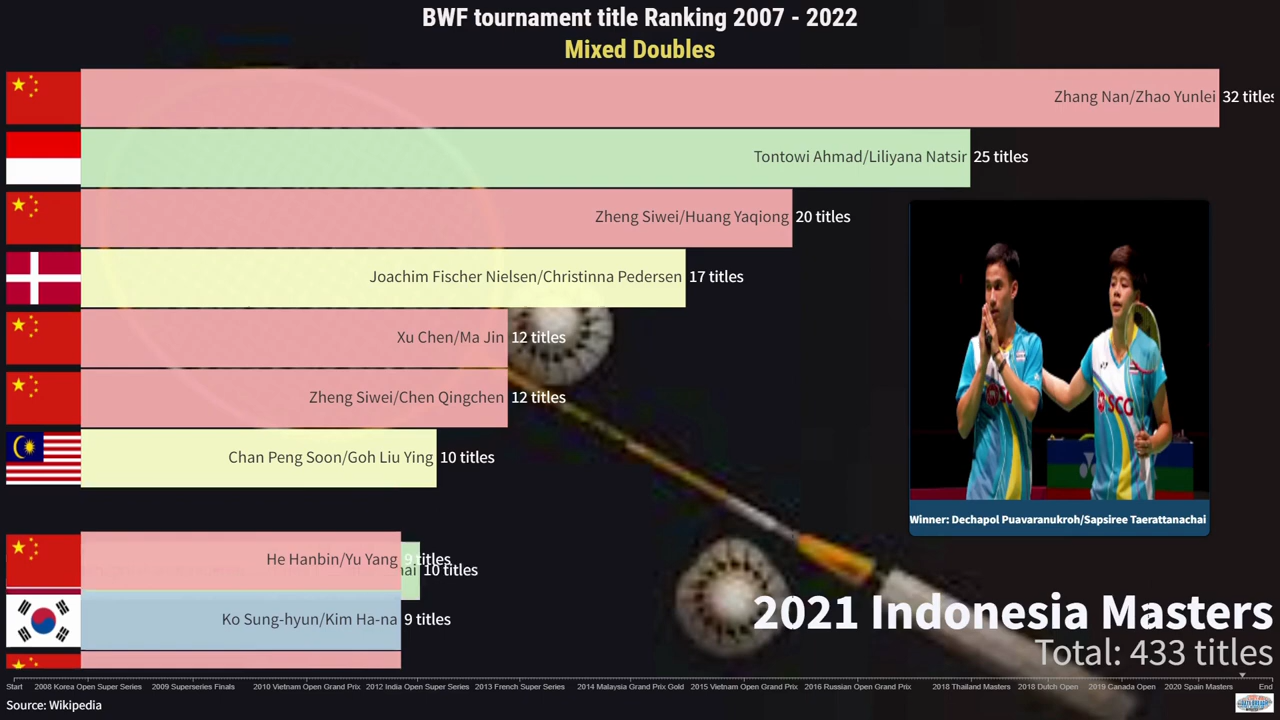 BWF tournament title Ranking 2007 - 2022
Mixed Doubles
Zhang Nan/Zhao Yunlei 32 titles
Tontowi Ahmad/Liliyana Natsir 25 titles
Zheng Siwei/Huang Yaqiong 20 titles
Joachim Fischer Nielsen/Christinna Pedersen 17 titles
Xu Chen/Ma Jin 12 titles
Zheng Siwei/Chen Qingchen 12 titles
Chan Peng Soon/Goh Liu Ying 10 titles
SCG
SCG
Winner: Dechapol Puavaranukroh/Sapsiree Taerattanachai
He Hanbin/Yu Yang 9 titles
10 titles
Ko Sung-hyun/Kim Ha-na 9 titles
2021 Indonesia Masters
Total: 433 titles
Start 2008 Korea Open Super Series 2009 Superseries Finals 2010 Vietnam Open Grand Prix 2012 India Open Super Series 2013 French Super Series 2014 Malaysia Grand Prix Gold 2015 Vietnam Open Grand Prix 2016 Russian Open Grand Prix 2018 Thailand Masters 2018 Dutch Open 2019 Canada Open 2020 Spain Masters End
Source: Wikipedia